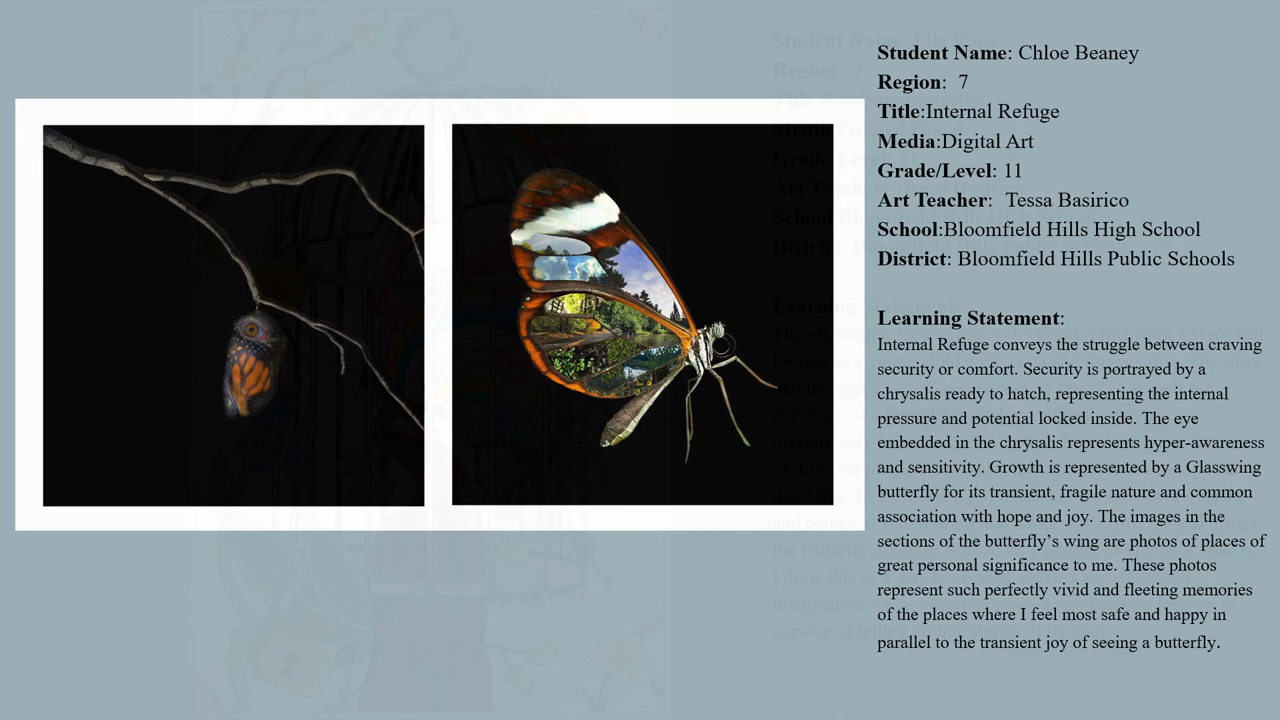 Student Name: Chloe Beaney
Region: 7
Title:Internal Refuge
Media:Digital Art
Grade/Level: 11
Art Teacher: Tessa Basirico
School:Bloomfield Hills High School
District: Bloomfield Hills Public Schools
Learning Statement:
Internal Refuge conveys the struggle between craving
security or comfort. Security is portrayed by a
chrysalis ready to hatch, representing the internal
pressure and potential locked inside. The eye
embedded in the chrysalis represents hyper-awareness
and sensitivity. Growth is represented by a Glasswing
butterfly for its transient, fragile nature and common
association with hope and joy. The images in the
sections of the butterfly’s wing are photos of places of
great personal significance to me. These photos
represent such perfectly vivid and fleeting memories
of the places where I feel most safe and happy in
parallel to the transient joy of seeing a butterfly.